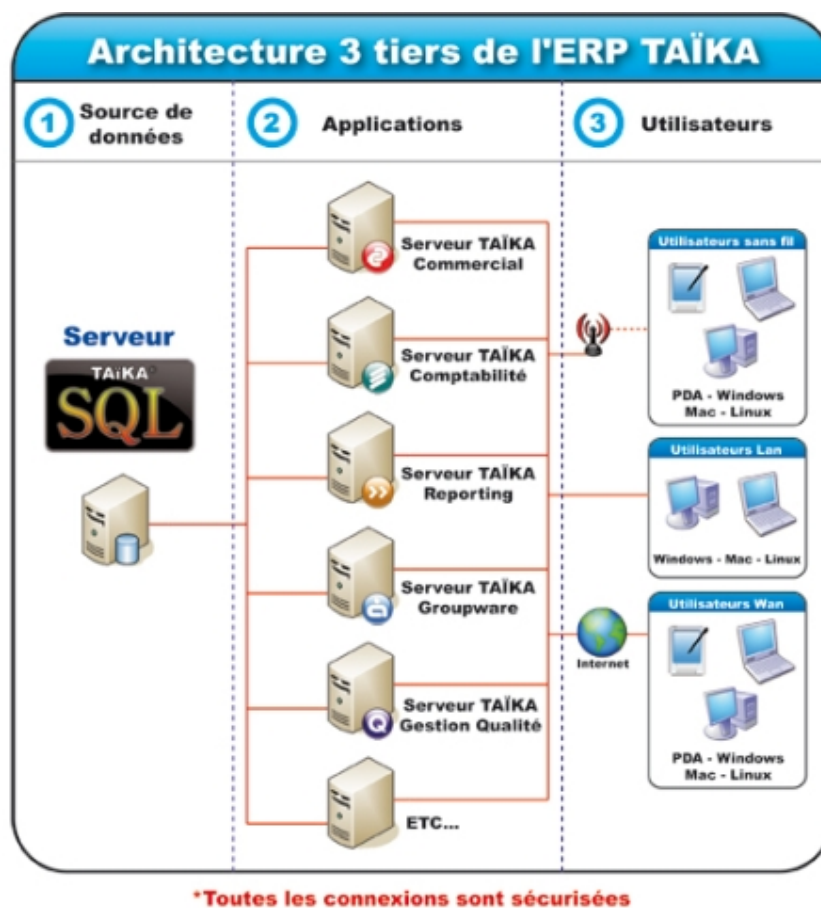 Architecture 3 tiers de l'ERP TAÏKA
1
Source de
données
2
Applications
3
Utilisateurs
Serveur
TAïKA
SQL
Serveur TAÏKA
Commercial
Serveur TAÏKA
Comptabilité
Serveur TAÏKA
Reporting
Serveur TAÏKA
Groupware
Serveur TAÏKA
Gestion Qualité
Q
ETC...
Utilisateurs sans fil
PDA - Windows
Mac - Linux
Utilisateurs Lan
Windows - Mac - Linux
Internet
Utilisateurs Wan
PDA - Windows
Mac - Linux
*Toutes les connexions sont sécurisées